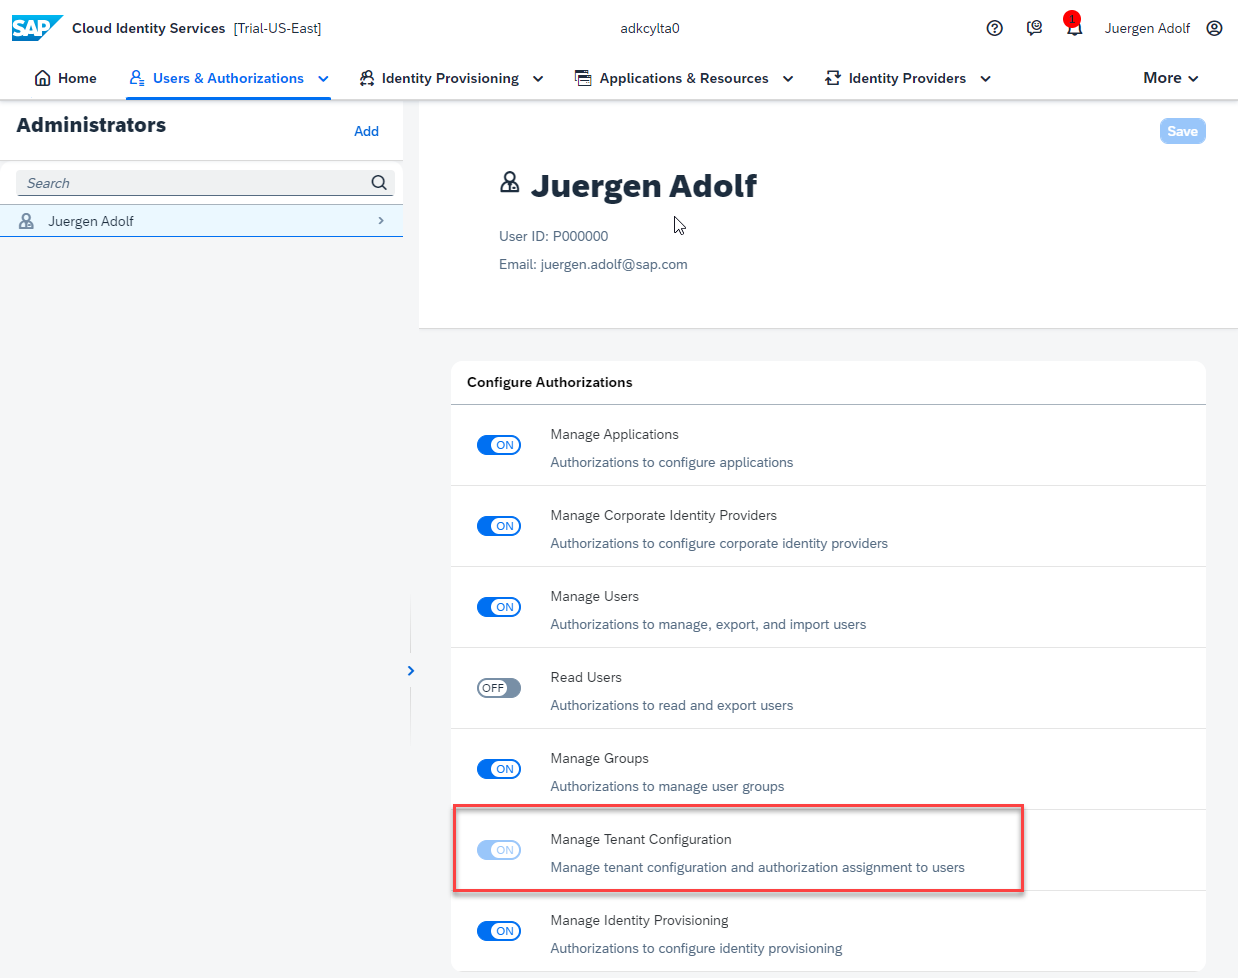 SAP Cloud Identity Services [Trial-US-East]
adkcylta0
1
Juergen Adolf
Home
Users & Authorizations
Identity Provisioning
Applications & Resources
Identity Providers
More
Administrators
Add
Search
Juergen Adolf
Save
Juergen Adolf
User ID: P000000
Email: juergen.adolf@sap.com
Configure Authorizations
ON
Manage Applications
Authorizations to configure applications
ON
Manage Corporate Identity Providers
Authorizations to configure corporate identity providers
ON
Manage Users
Authorizations to manage, export, and import users
OFF
Read Users
Authorizations to read and export users
ON
Manage Groups
Authorizations to manage user groups
ON
Manage Tenant Configuration
Manage tenant configuration and authorization assignment to users
ON
Manage Identity Provisioning
Authorizations to configure identity provisioning